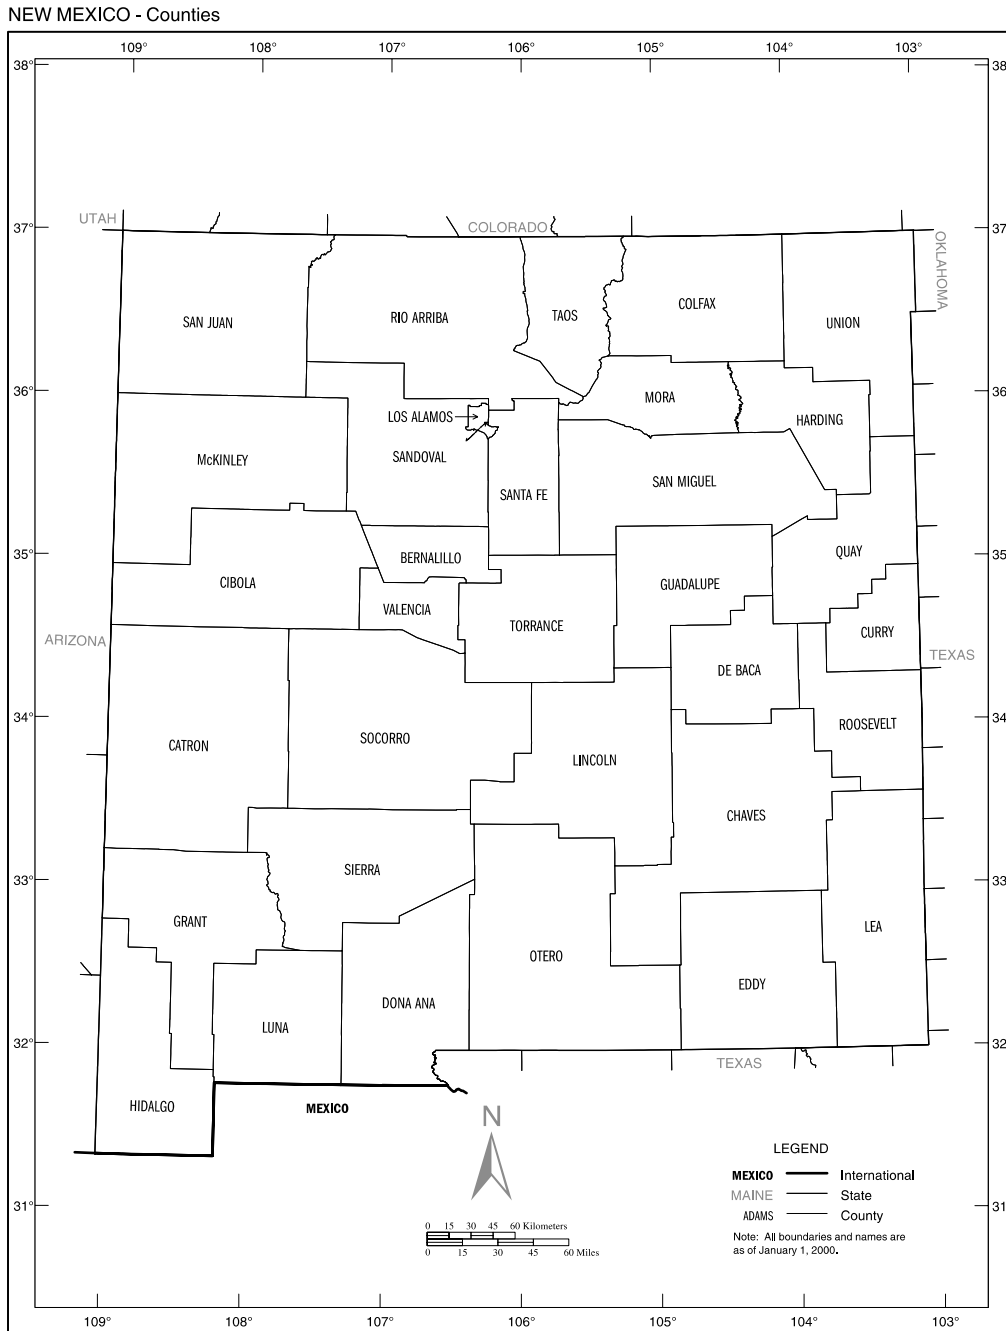 NEW MEXICO - Counties
109° 108° 107° 106° 105° 104° 103°
38° 38
UTAH COLORADO OKLAHOMA
37° 37
SAN JUAN RIO ARRIBA TAOS COLFAX UNION
36° 36
LOS ALAMOS MORA HARDING
McKINLEY SANDOVAL SANTA FE SAN MIGUEL
35° 35
BERNALILLO QUAY
CIBOLA VALENCIA GUADALUPE
TORRANCE CURRY
ARIZONA TEXAS
DE BACA
34° 34
CATRON SOCORRO LINCOLN ROOSEVELT
CHAVES
33° 33
SIERRA
GRANT OTERO LEA
EDDY
DONA ANA
LUNA
32° 32
TEXAS
HIDALGO MEXICO
N
LEGEND
MEXICO International
MAINE State
ADAMS County
31° 31
0 15 30 45 60 Kilometers
0 15 30 45 60 Miles
Note: All boundaries and names are
as of January 1, 2000.
109° 108° 107° 106° 105° 104° 103°